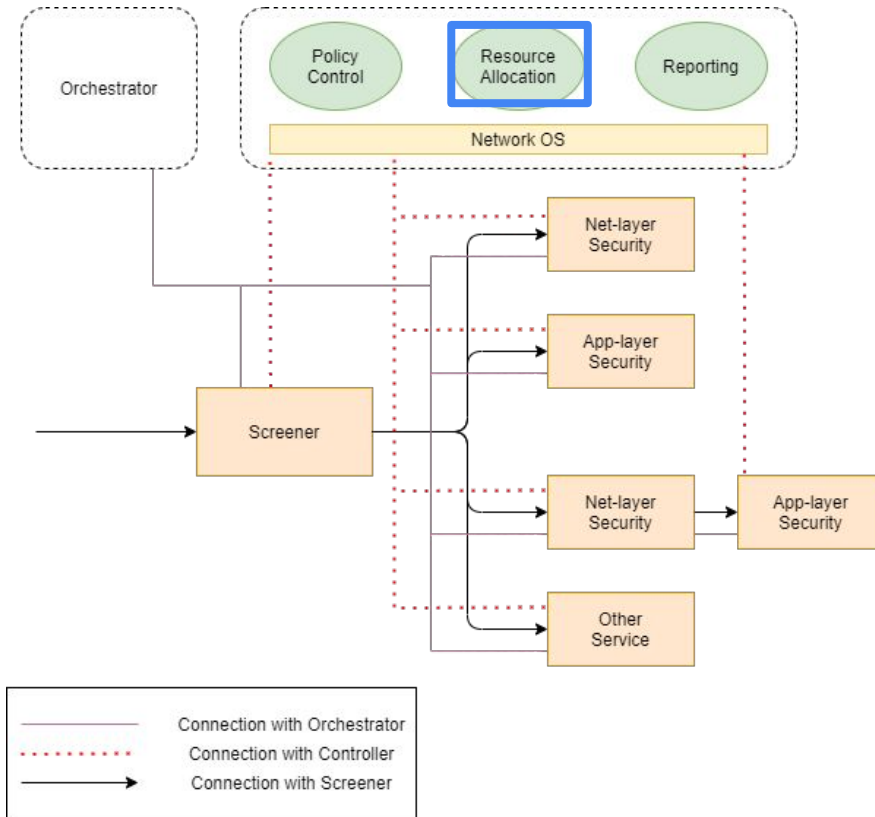 Orchestrator
Policy
Control
Resource
Allocation
Reporting
Network OS
Net-layer
Security
App-layer
Security
Screener
Net-layer
Security
App-layer
Security
Other
Service
Connection with Orchestrator
Connection with Controller
Connection with Screener